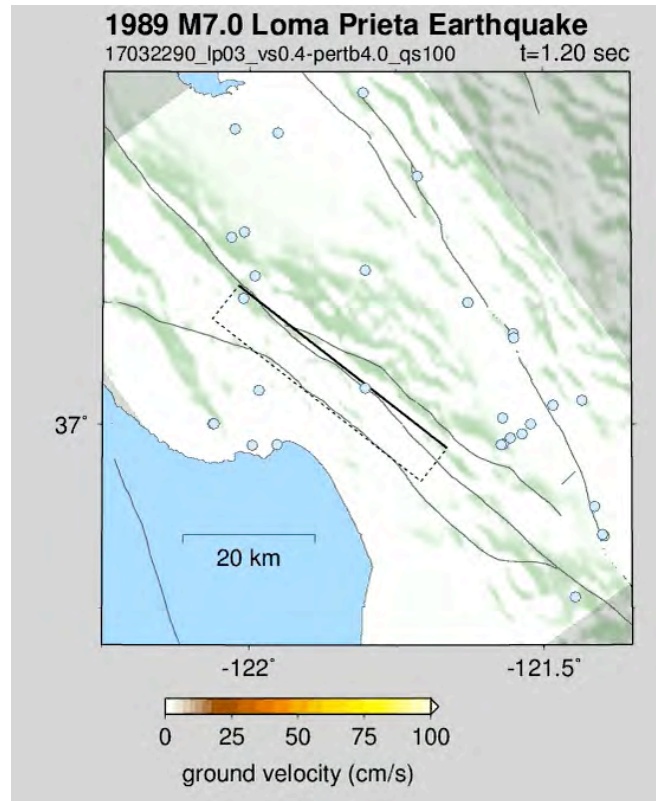 1989 M7.0 Loma Prieta Earthquake
17032290_lp03_vs0.4-pertb4.0_qs100 t=1.20 sec
37°
20 km
-122° -121.5°
0 25 50 75 100
ground velocity (cm/s)